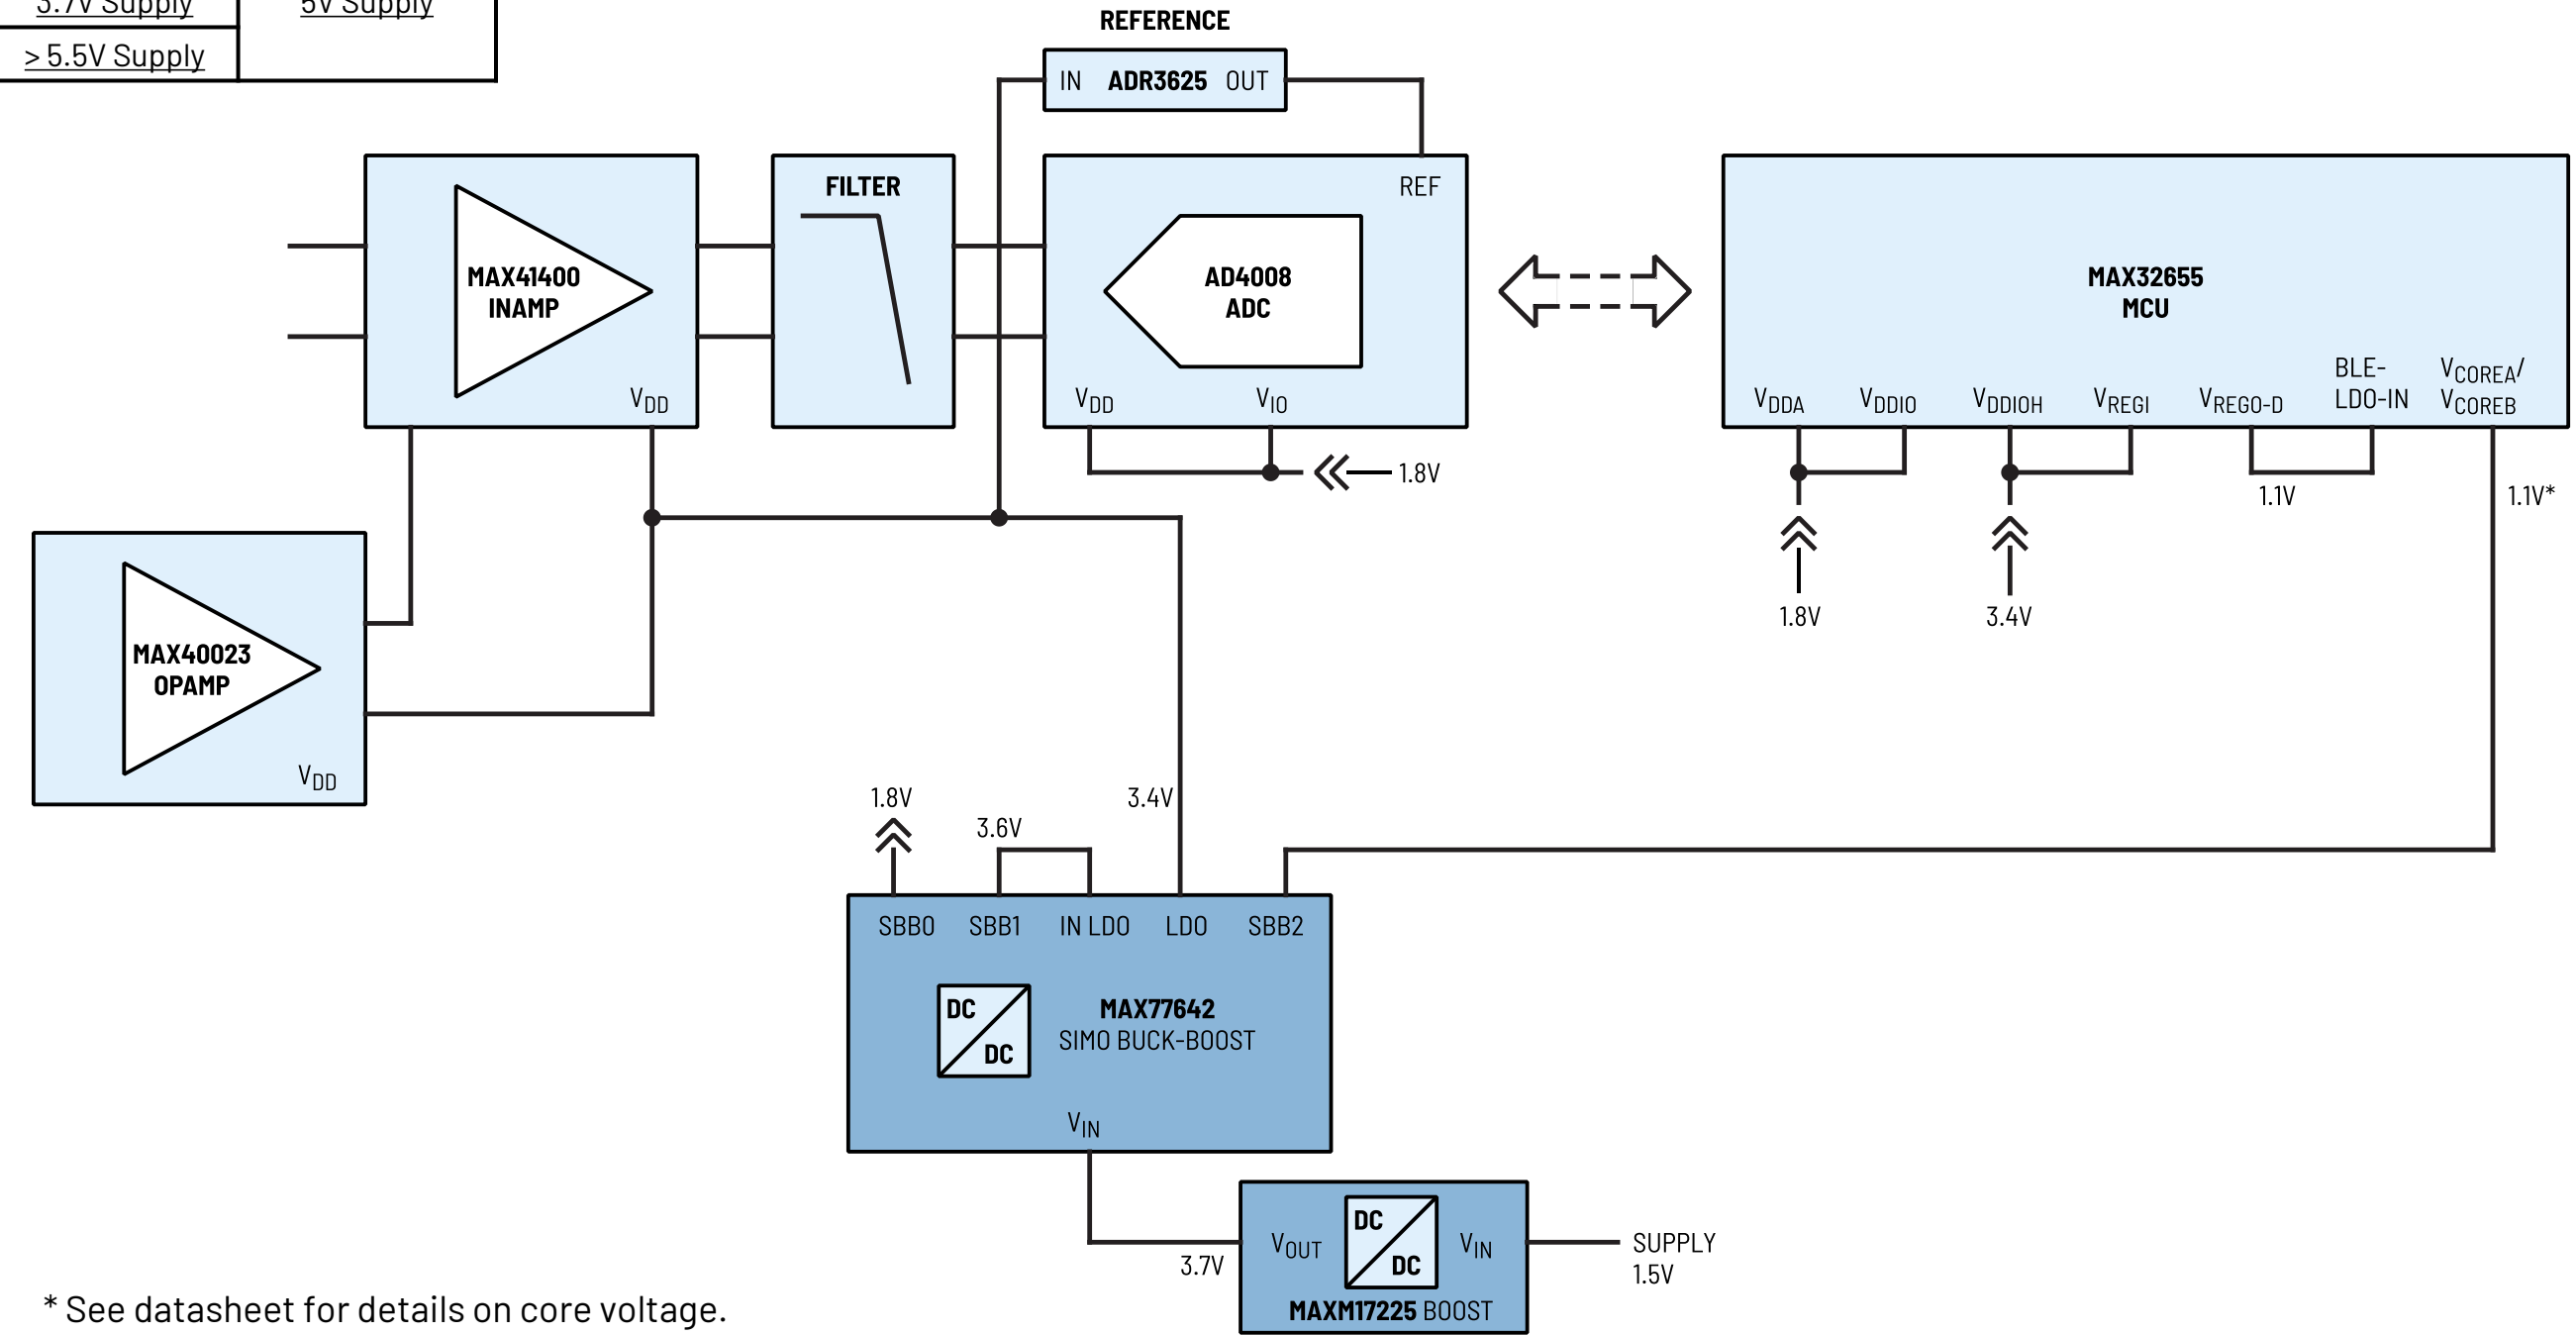 3.7V Supply
5V Supply
> 5.5V Supply
REFERENCE
IN ADR3625 OUT
MAX41400
INAMP
VDD
FILTER
REF
AD4008
ADC
VDD
VIO
1.8V
MAX32655
MCU
VDDA
VDDIO
VDDIOH
VREGI
VREGO-D
BLE-
LDO-IN
VCOREA/
VCOREB
1.8V
3.4V
1.1V
1.1V*
MAX40023
OPAMP
VDD
1.8V
3.6V
3.4V
SBB0 SBB1 IN LDO LDO SBB2
DC
DC
MAX77642
SIMO BUCK-BOOST
VIN
3.7V
VOUT
DC
DC
VIN
MAXM17225 BOOST
SUPPLY
1.5V
* See datasheet for details on core voltage.